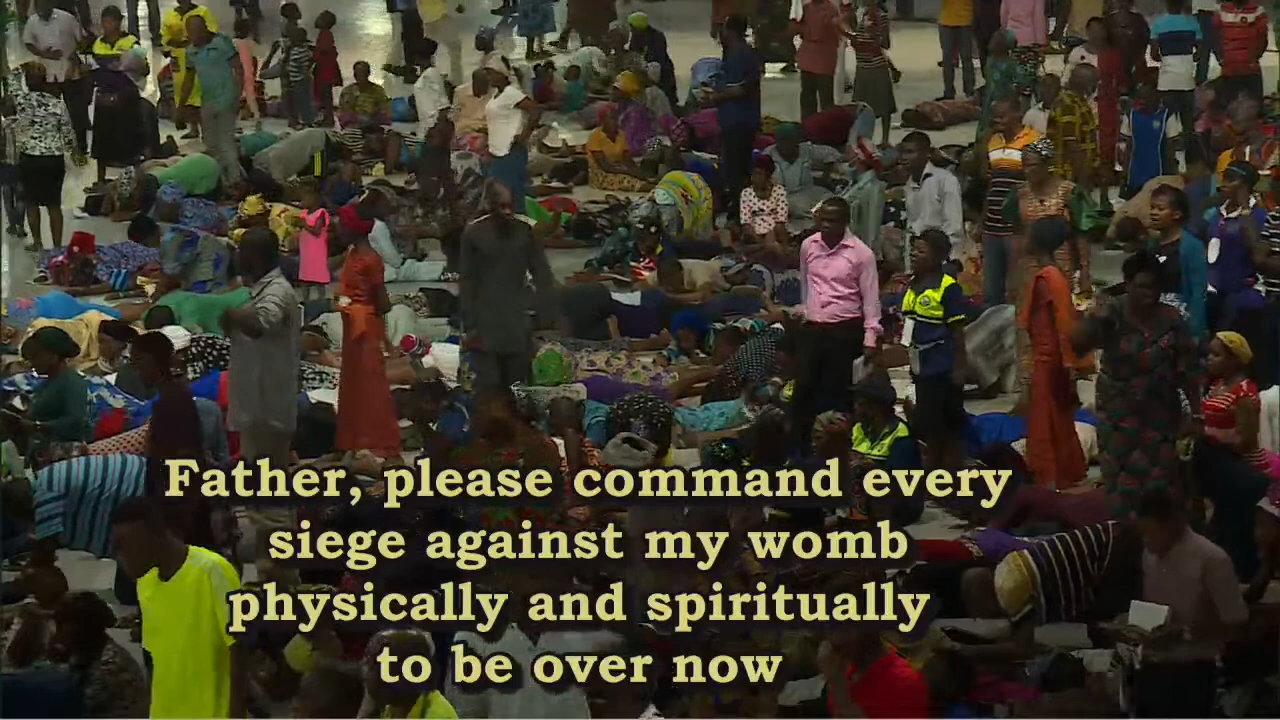 Father, please command every
siege against my womb
physically and spiritually
to be over now